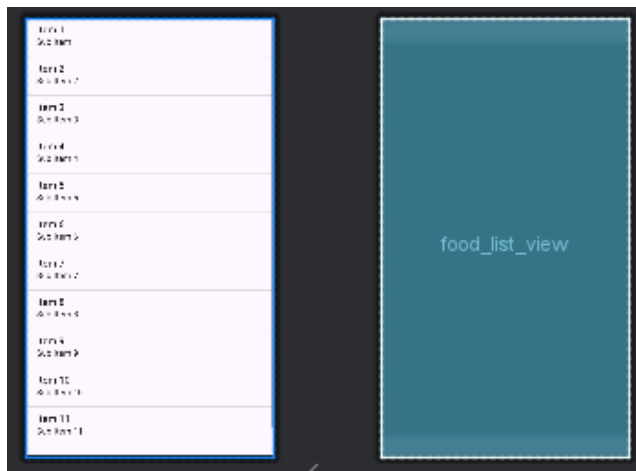 Item 1
Sub Item
Item 2
Sub Item 2
Item 3
Sub Item 3
Item 4
Sub Item 4
Item 5
Sub Item 5
Item 6
Sub Item 6
Item 7
Sub Item 7
Item 8
Sub Item 8
Item 9
Sub Item 9
Item 10
Sub Item 10
Item 11
Sub Item 11
food_list_view